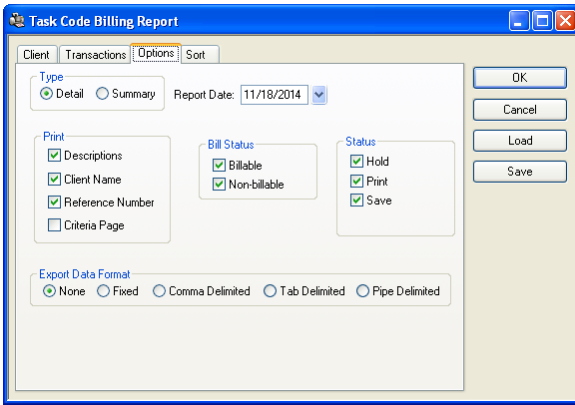 Task Code Billing Report
Client Transactions Options Sort
Type
Detail Summary Report Date: 11/18/2014
OK
Cancel
Load
Save
Print
Descriptions
Client Name
Reference Number
Criteria Page
Bill Status
Billable
Non-billable
Status
Hold
Print
Save
Export Data Format
None Fixed Comma Delimited Tab Delimited Pipe Delimited